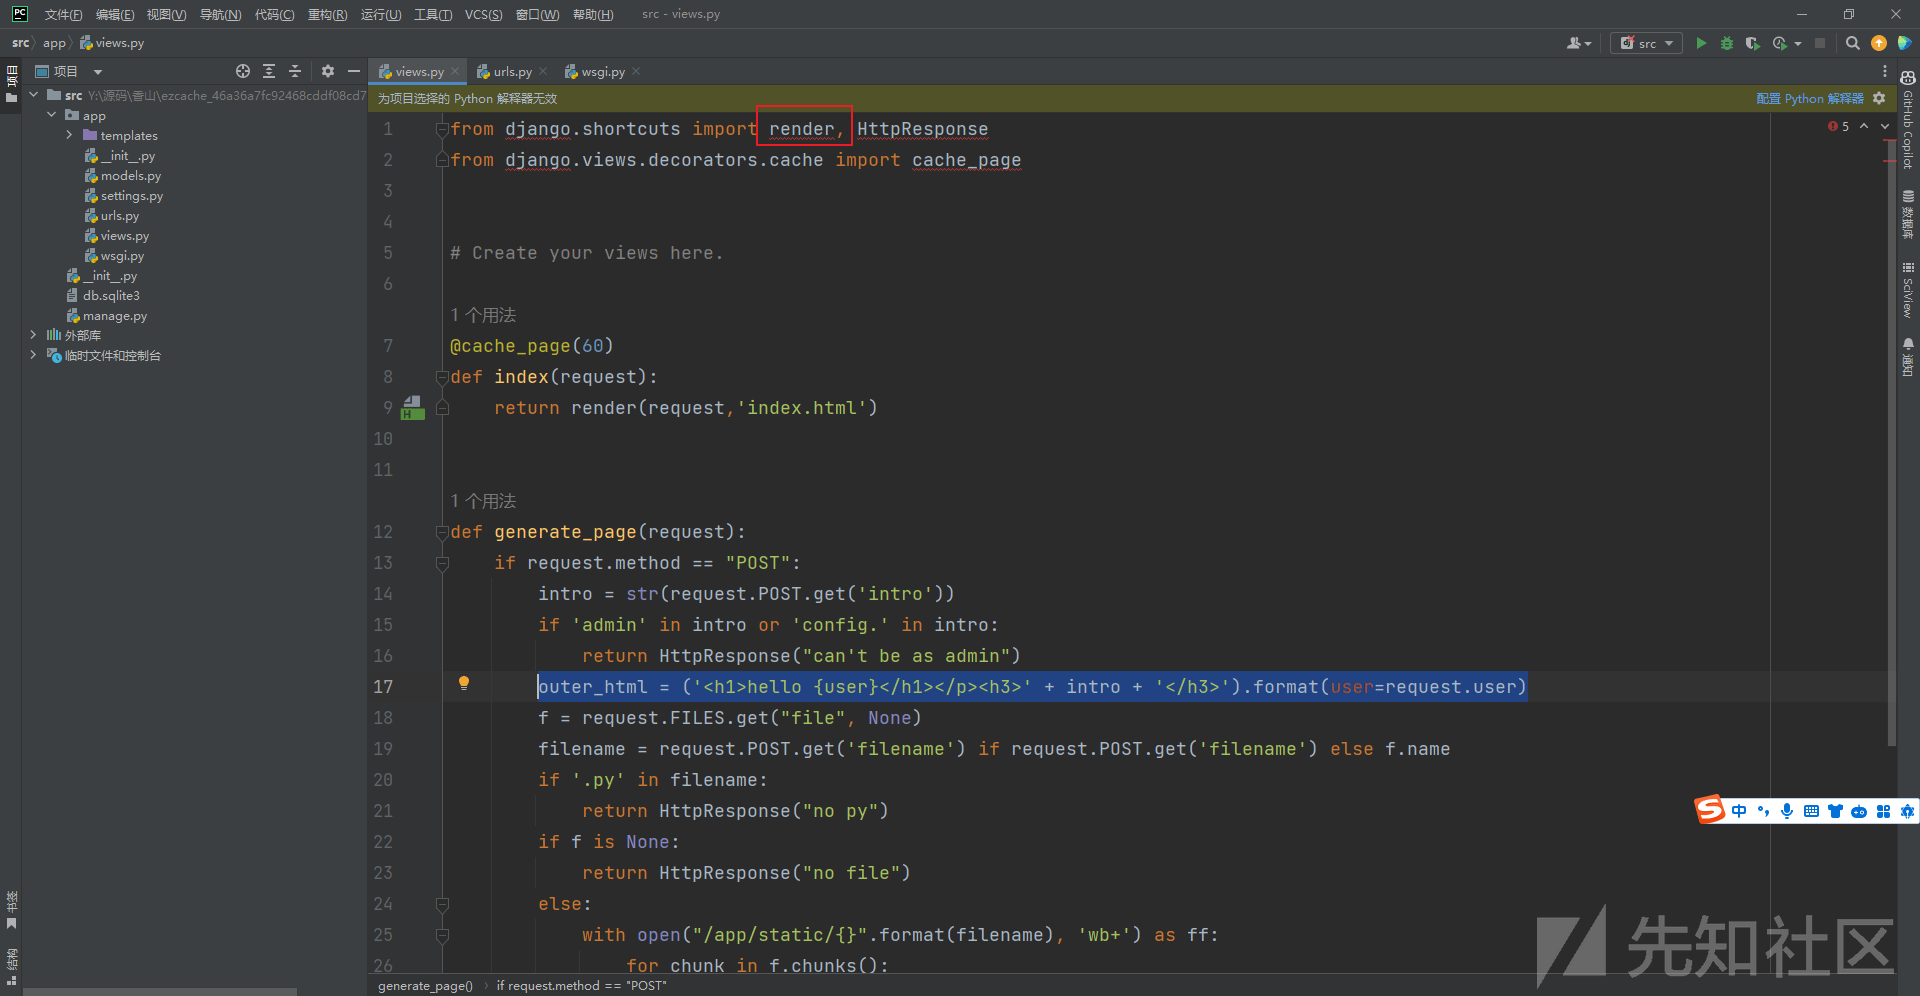 文件(F) 编辑(E) 视图(V) 导航(N) 代码(C) 重构(R) 运行(U) 工具(T) VCS(S) 窗口(W) 帮助(H) src - views.py
src app views.py
src
项目
views.py urls.py wsgi.py
项目
src Y:\源码\香山\ezcache_46a36a7fc92468cddf08cd7
app
templates
__init__.py
models.py
settings.py
urls.py
views.py
wsgi.py
__init__.py
db.sqlite3
manage.py
外部库
临时文件和控制台
为项目选择的 Python 解释器无效 配置 Python 解释器
5
1 from django.shortcuts import render, HttpResponse
2 from django.views.decorators.cache import cache_page
3
4
5 # Create your views here.
6
1 个用法
7 @cache_page(60)
8 def index(request):
9 return render(request,'index.html')
10
11
1 个用法
12 def generate_page(request):
13 if request.method == "POST":
14 intro = str(request.POST.get('intro'))
15 if 'admin' in intro or 'config.' in intro:
16 return HttpResponse("can't be as admin")
17 outer_html = ('<h1>hello {user}</h1></p><h3>' + intro + '</h3>').format(user=request.user)
18 f = request.FILES.get("file", None)
19 filename = request.POST.get('filename') if request.POST.get('filename') else f.name
20 if '.py' in filename:
21 return HttpResponse("no py")
22 if f is None:
23 return HttpResponse("no file")
24 else:
25 with open("/app/static/{}".format(filename), 'wb+') as ff:
26 for chunk in f.chunks():
generate_page() if request.method == "POST"
GitHub Copilot
数据库
SciView
通知
书签
结构
中
先知社区